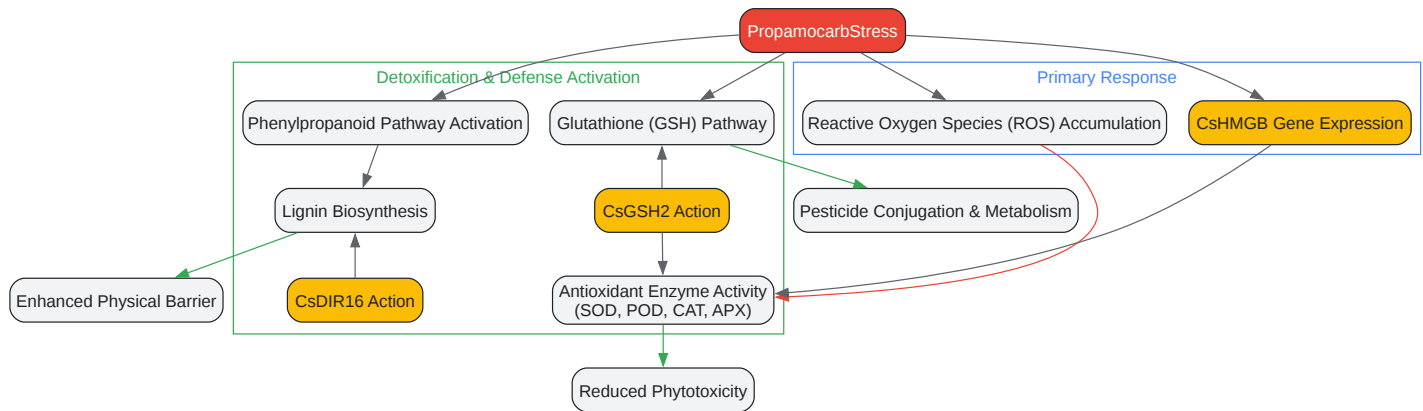 PropamocarbStress
Detoxification & Defense Activation
Primary Response
Phenylpropanoid Pathway Activation
Glutathione (GSH) Pathway
Reactive Oxygen Species (ROS) Accumulation
CsHMGB Gene Expression
Lignin Biosynthesis
CsGSH2 Action
Pesticide Conjugation & Metabolism
Enhanced Physical Barrier
CsDIR16 Action
Antioxidant Enzyme Activity
(SOD, POD, CAT, APX)
Reduced Phytotoxicity